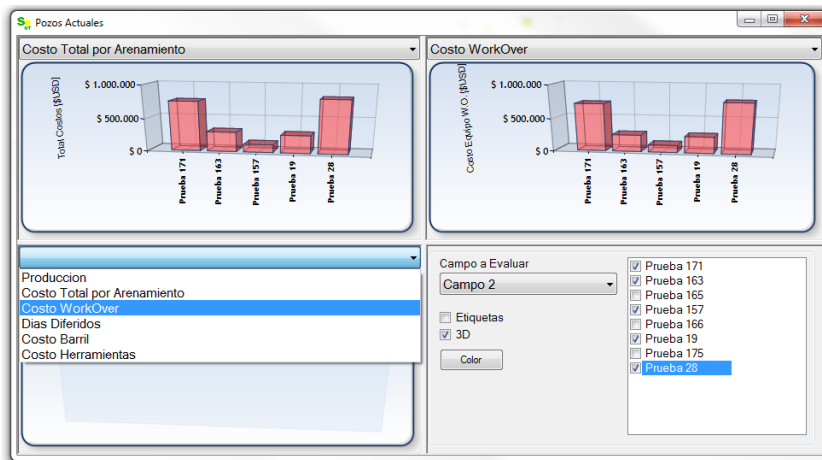 Pozos Actuales
Costo Total por Arenamiento
Total Costos [$USD]
$ 1.000.000
$ 500.000
$ 0
Prueba 171
Prueba 163
Prueba 157
Prueba 19
Prueba 28
Costo WorkOver
Costo Equipo W.O. [$USD]
$ 1.000.000
$ 500.000
$ 0
Prueba 171
Prueba 163
Prueba 157
Prueba 19
Prueba 28
Produccion
Costo Total por Arenamiento
Costo WorkOver
Dias Diferidos
Costo Barril
Costo Herramientas
Campo a Evaluar
Campo 2
Etiquetas
3D
Color
Prueba 171
Prueba 163
Prueba 165
Prueba 157
Prueba 166
Prueba 19
Prueba 175
Prueba 28